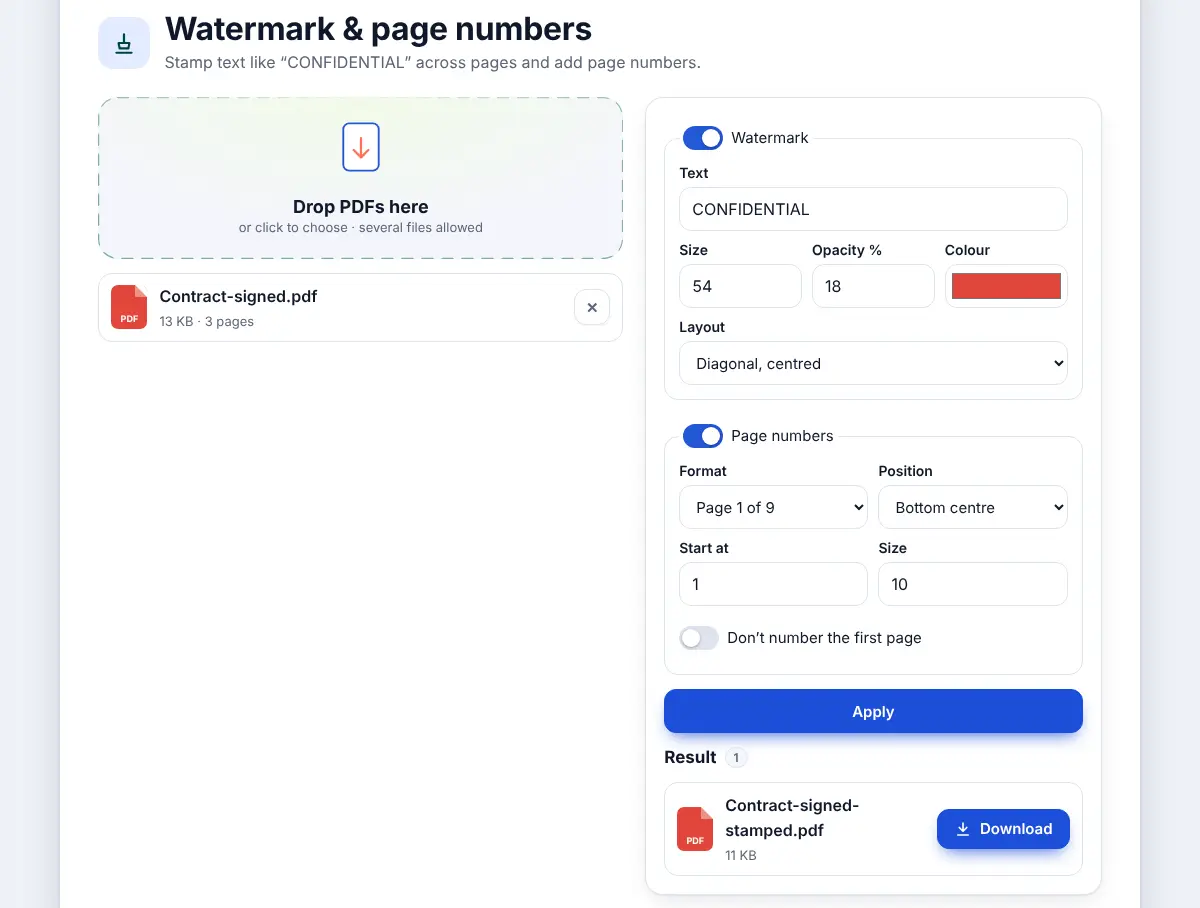 Watermark & page numbers
Stamp text like “CONFIDENTIAL” across pages and add page numbers.
Drop PDFs here
or click to choose · several files allowed
PDF
Contract-signed.pdf
13 KB · 3 pages
Watermark
Text
CONFIDENTIAL
Size
Opacity %
Colour
54
18
Layout
Diagonal, centred
Page numbers
Format
Position
Page 1 of 9
Bottom centre
Start at
Size
1
10
Don’t number the first page
Apply
Result 1
PDF
Contract-signed-
stamped.pdf
11 KB
Download